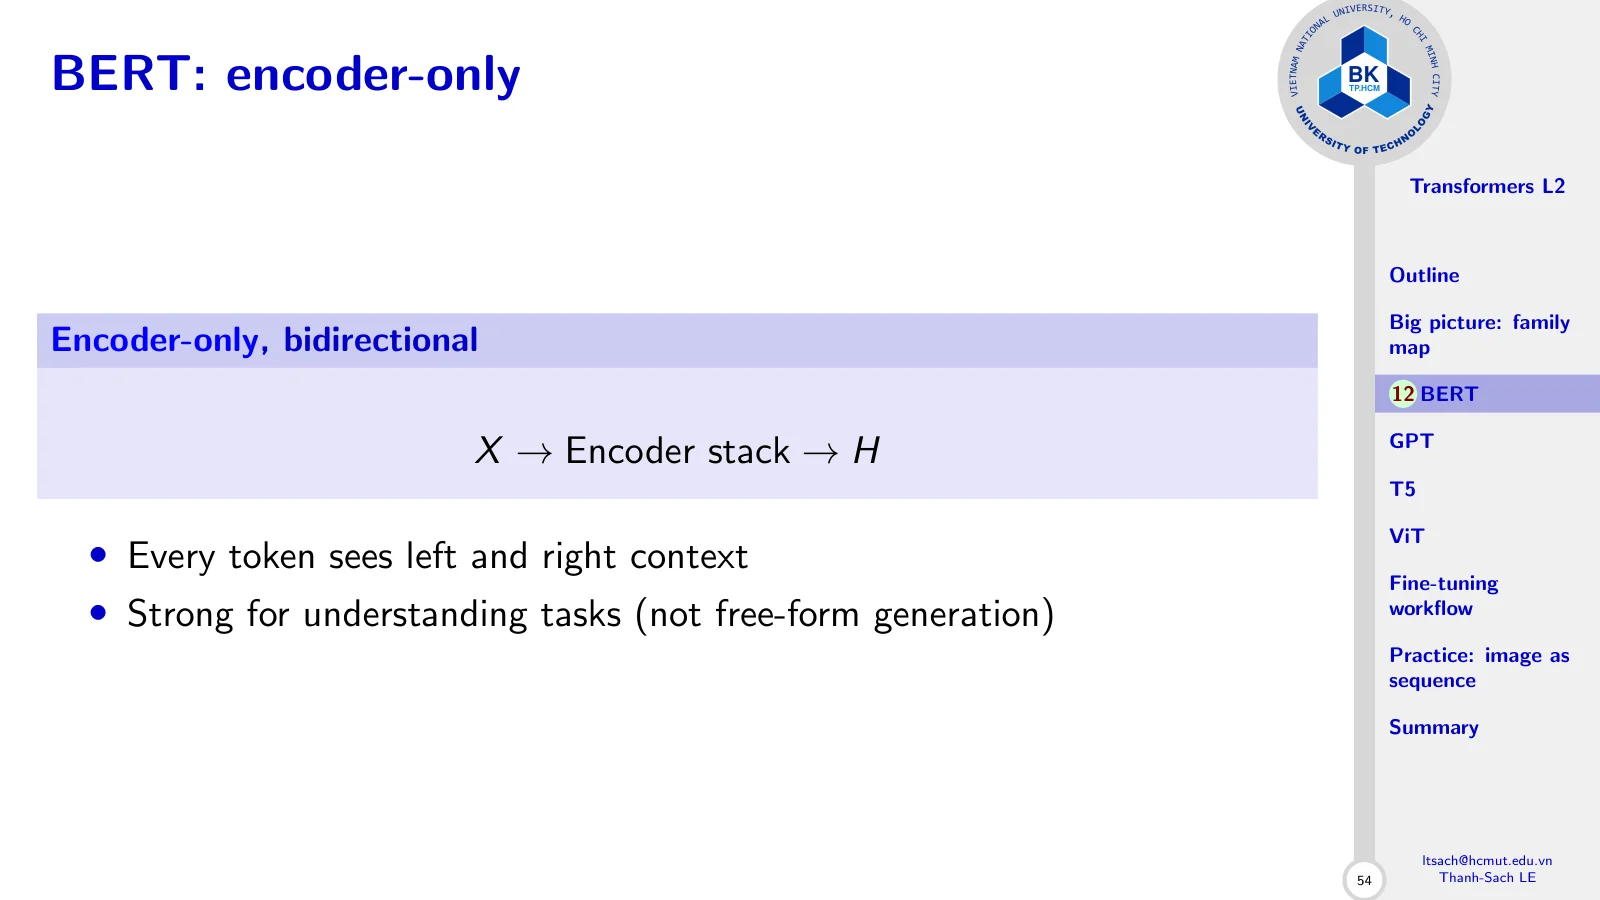 BERT: encoder-only
Encoder-only, bidirectional
X → Encoder stack → H
• Every token sees left and right context
• Strong for understanding tasks (not free-form generation)
VIETNAM NATIONAL UNIVERSITY, HO CHI MINH CITY
BK
TP.HCM
UNIVERSITY OF TECHNOLOGY
Transformers L2
Outline
Big picture: family
map
12 BERT
GPT
T5
ViT
Fine-tuning
workflow
Practice: image as
sequence
Summary
ltsach@hcmut.edu.vn
Thanh-Sach LE
54